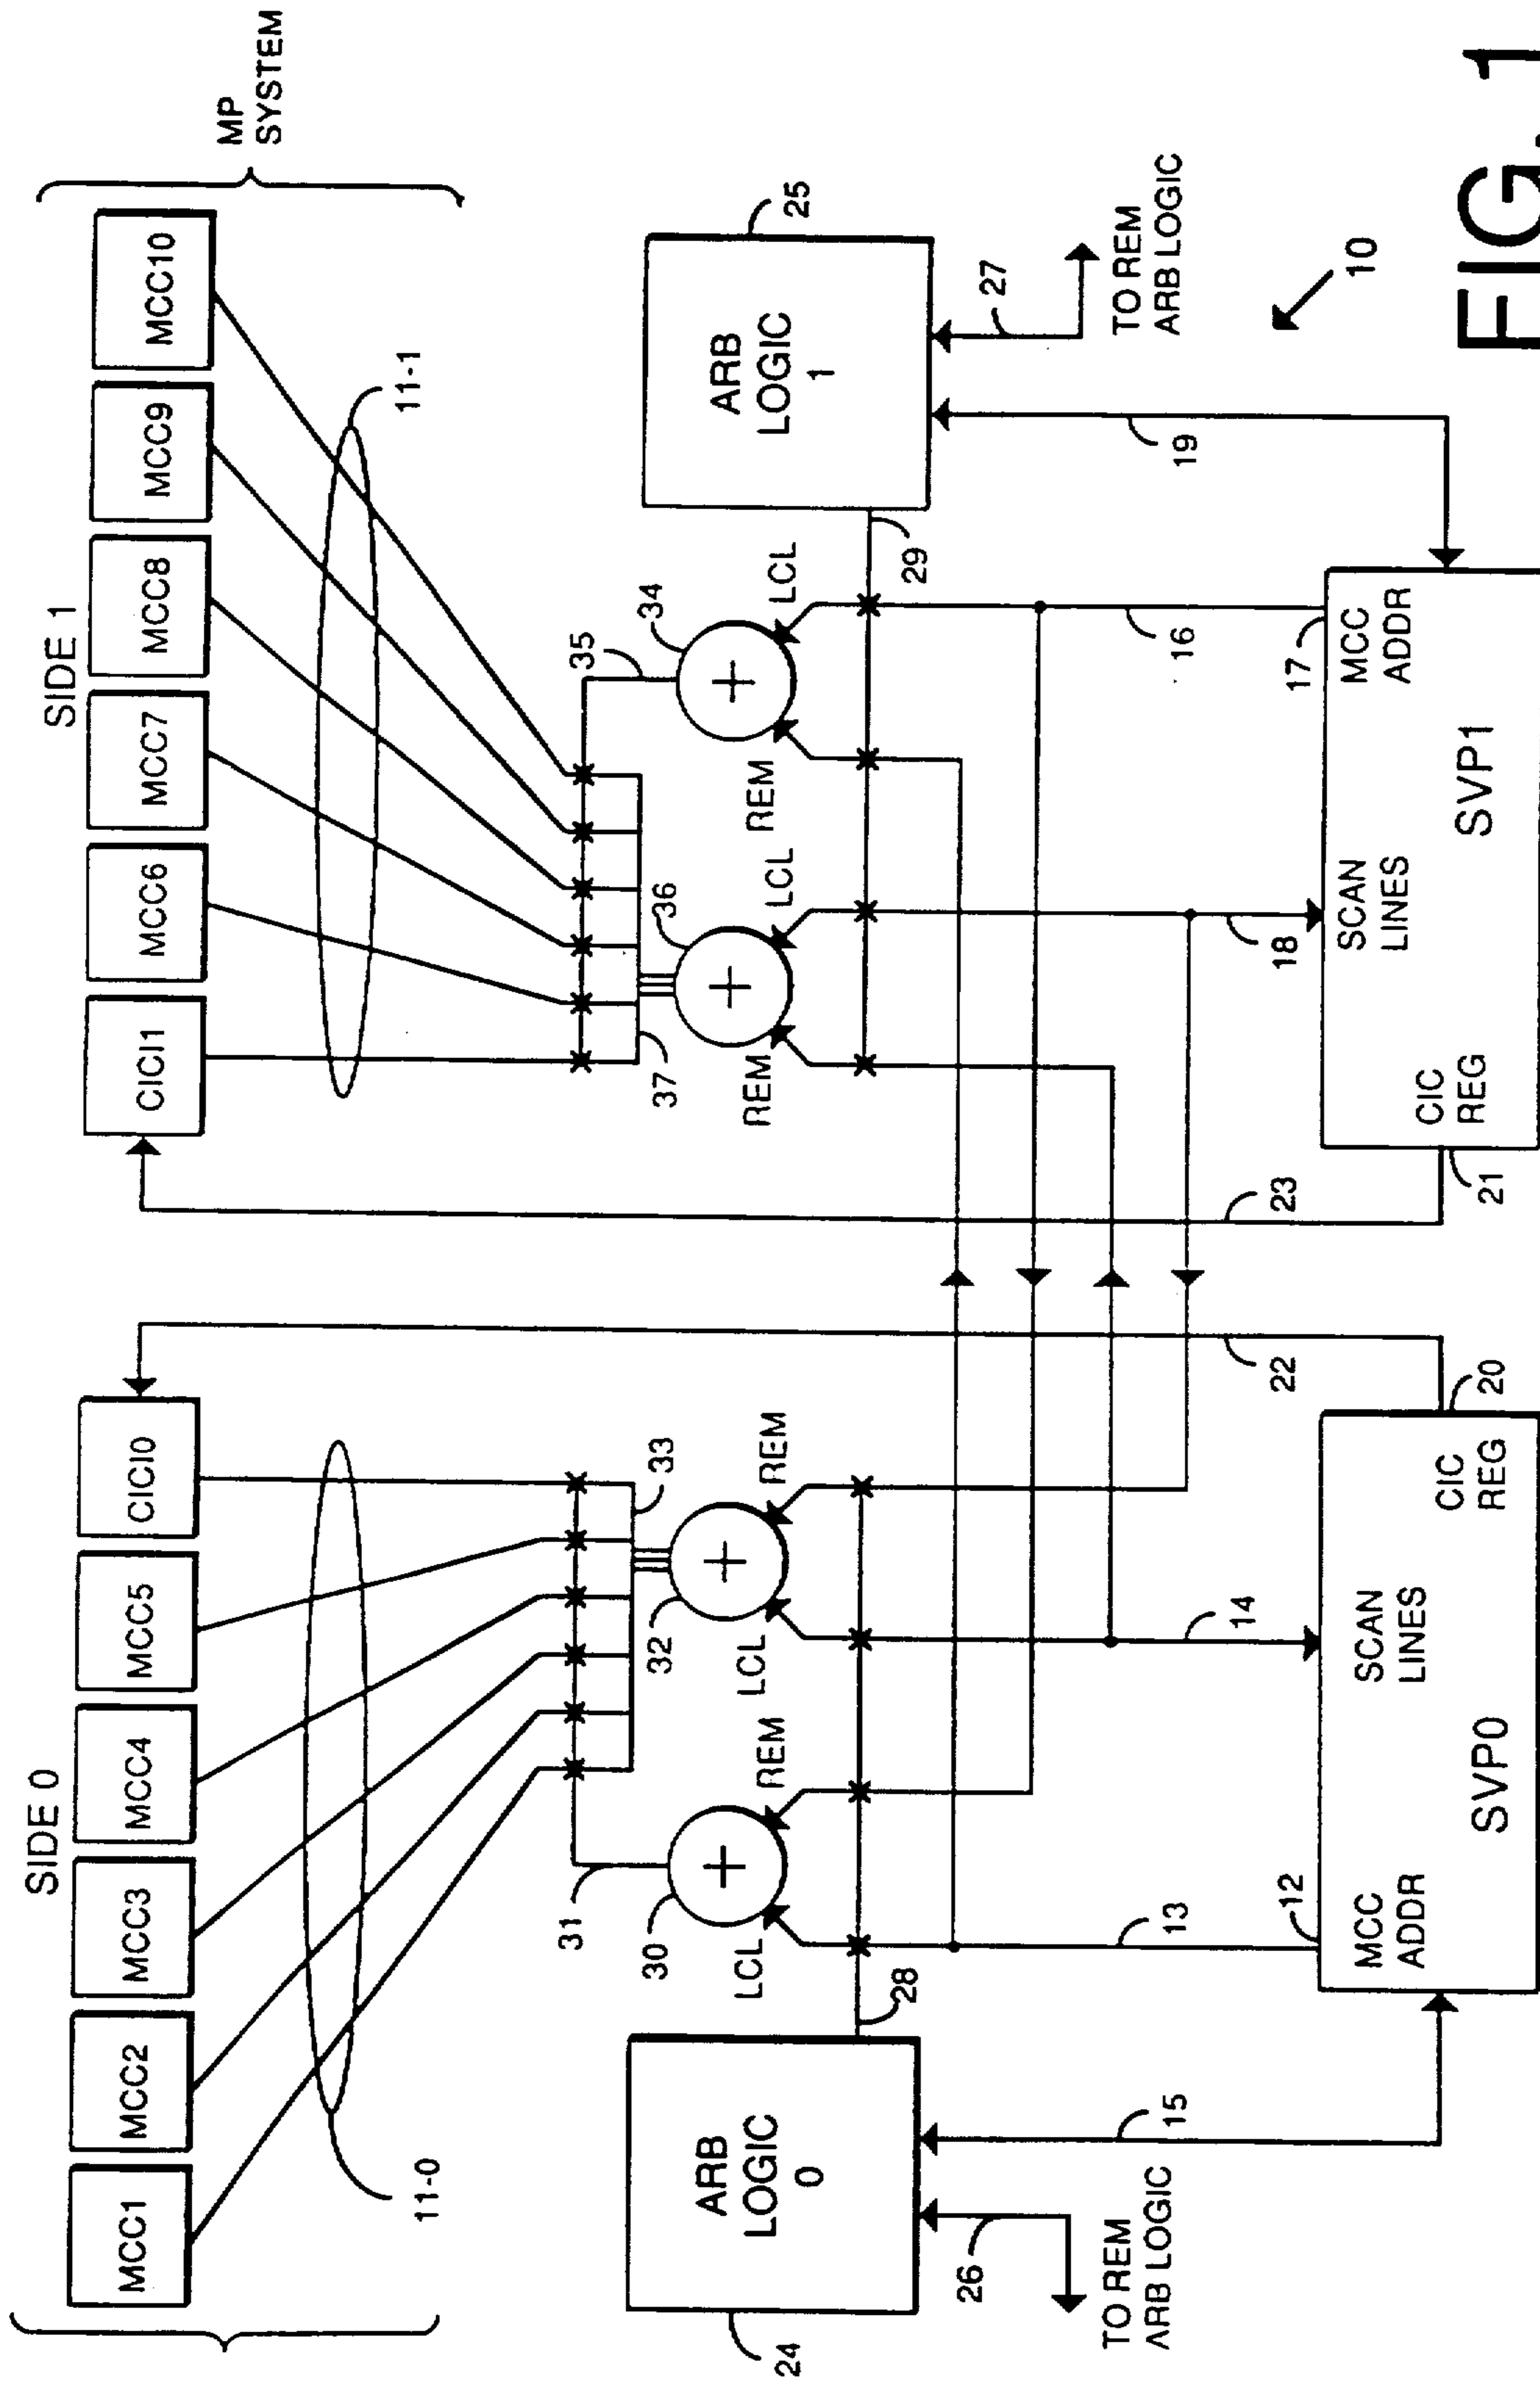 SIDE 0
SIDE 1
MCC1
MCC2
MCC3
MCC4
MCC5
CICI0
CICI1
MCC6
MCC7
MCC8
MCC9
MCC10
MP
SYSTEM
11-0
11-1
31
33
37
35
30
32
36
34
LCL
REM
LCL
REM
REM
LCL
REM
LCL
24
ARB
LOGIC
0
28
ARB
LOGIC
1
25
29
26
TO REM
ARB LOGIC
15
13
14
22
23
18
16
19
27
TO REM
ARB LOGIC
10
12
MCC
ADDR
SCAN
LINES
CIC
REG
20
SVP0
21
CIC
REG
SCAN
LINES
17
MCC
ADDR
SVP1
FIG. 1